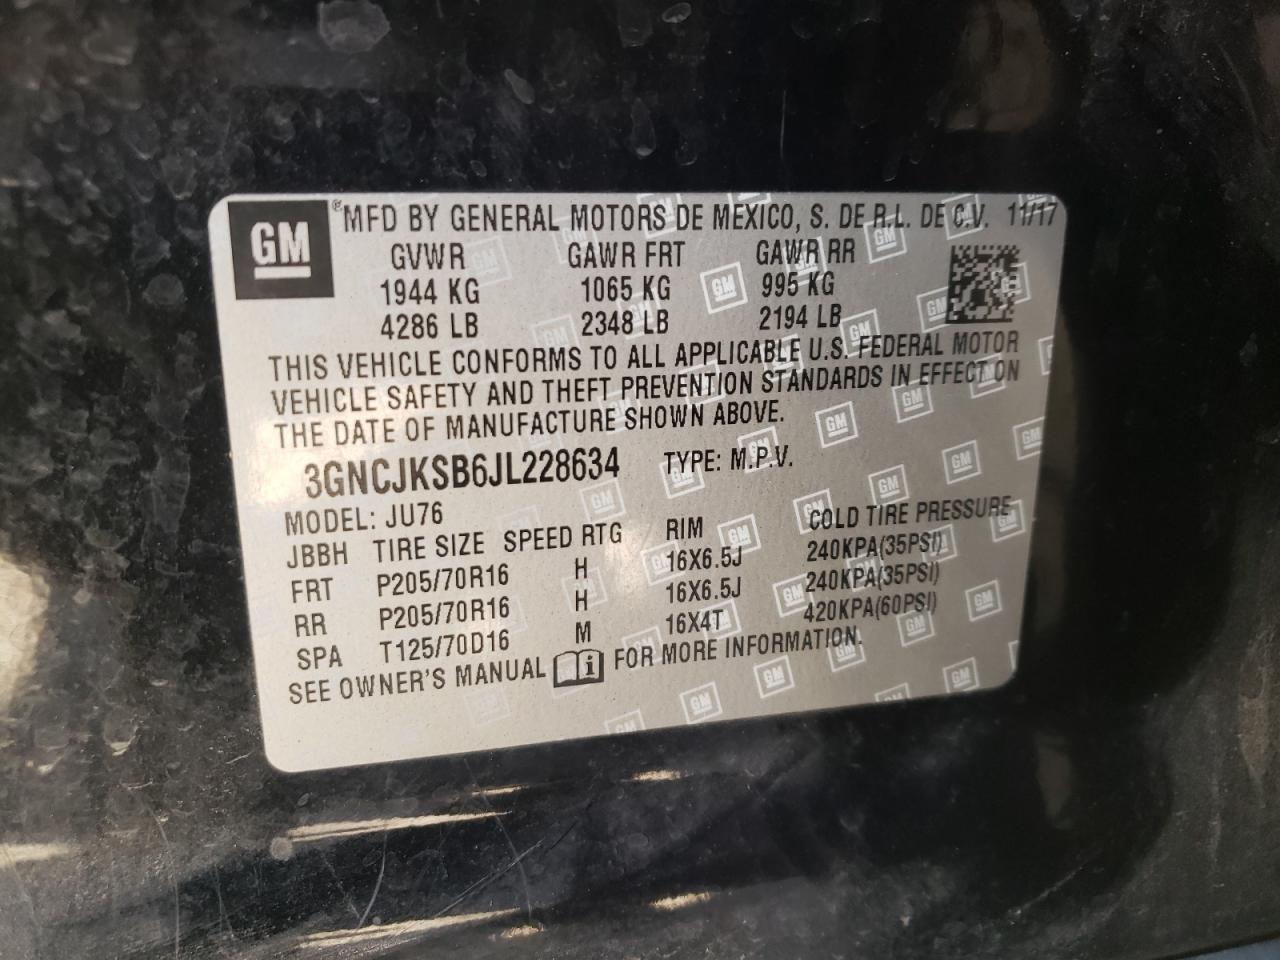 GM ® MFD BY GENERAL MOTORS DE MEXICO, S. DE R.L. DE C.V. 11/17
GVWR GAWR FRT GAWR RR
1944 KG 1065 KG 995 KG
4286 LB 2348 LB 2194 LB
THIS VEHICLE CONFORMS TO ALL APPLICABLE U.S. FEDERAL MOTOR
VEHICLE SAFETY AND THEFT PREVENTION STANDARDS IN EFFECT ON
THE DATE OF MANUFACTURE SHOWN ABOVE.
3GNCJKSB6JL228634 TYPE: M.P.V.
MODEL: JU76
JBBH TIRE SIZE SPEED RTG RIM COLD TIRE PRESSURE
FRT P205/70R16 H 16X6.5J 240KPA(35PSI)
RR P205/70R16 H 16X6.5J 240KPA(35PSI)
SPA T125/70D16 M 16X4T 420KPA(60PSI)
SEE OWNER'S MANUAL FOR MORE INFORMATION.